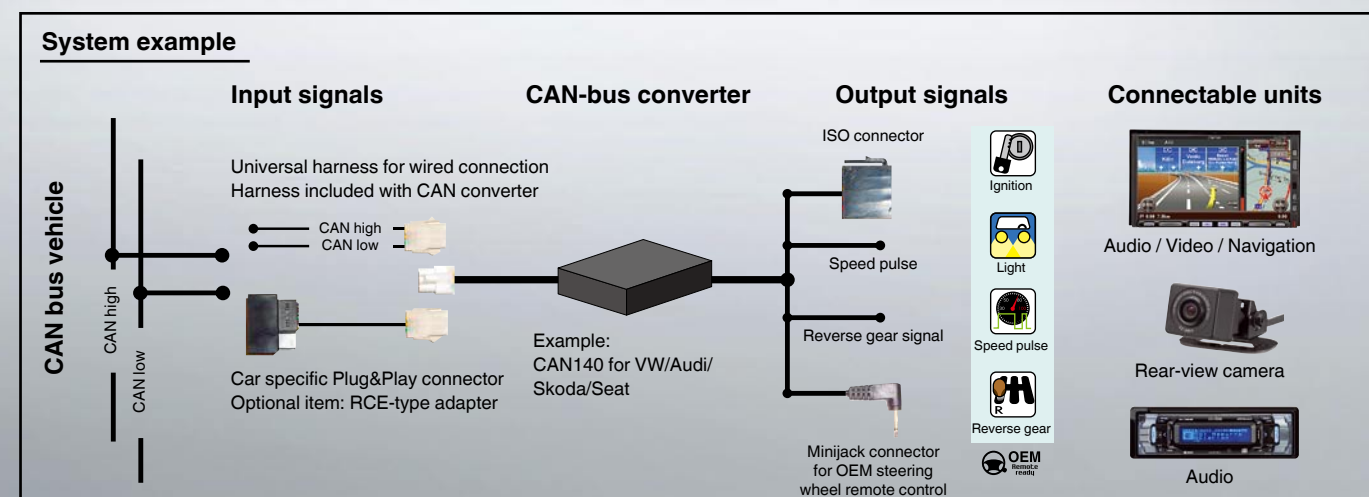 System example
Input signals
CAN-bus converter
Output signals
Connectable units
CAN bus vehicle
CAN high
CAN low
Universal harness for wired connection
Harness included with CAN converter
CAN high
CAN low
Car specific Plug&Play connector
Optional item: RCE-type adapter
Example:
CAN140 for VW/Audi/
Skoda/Seat
ISO connector
Speed pulse
Reverse gear signal
Minijack connector
for OEM steering
wheel remote control
Ignition
Light
Speed pulse
R
Reverse gear
OEM
Remote
ready
Audio / Video / Navigation
Rear-view camera
Audio